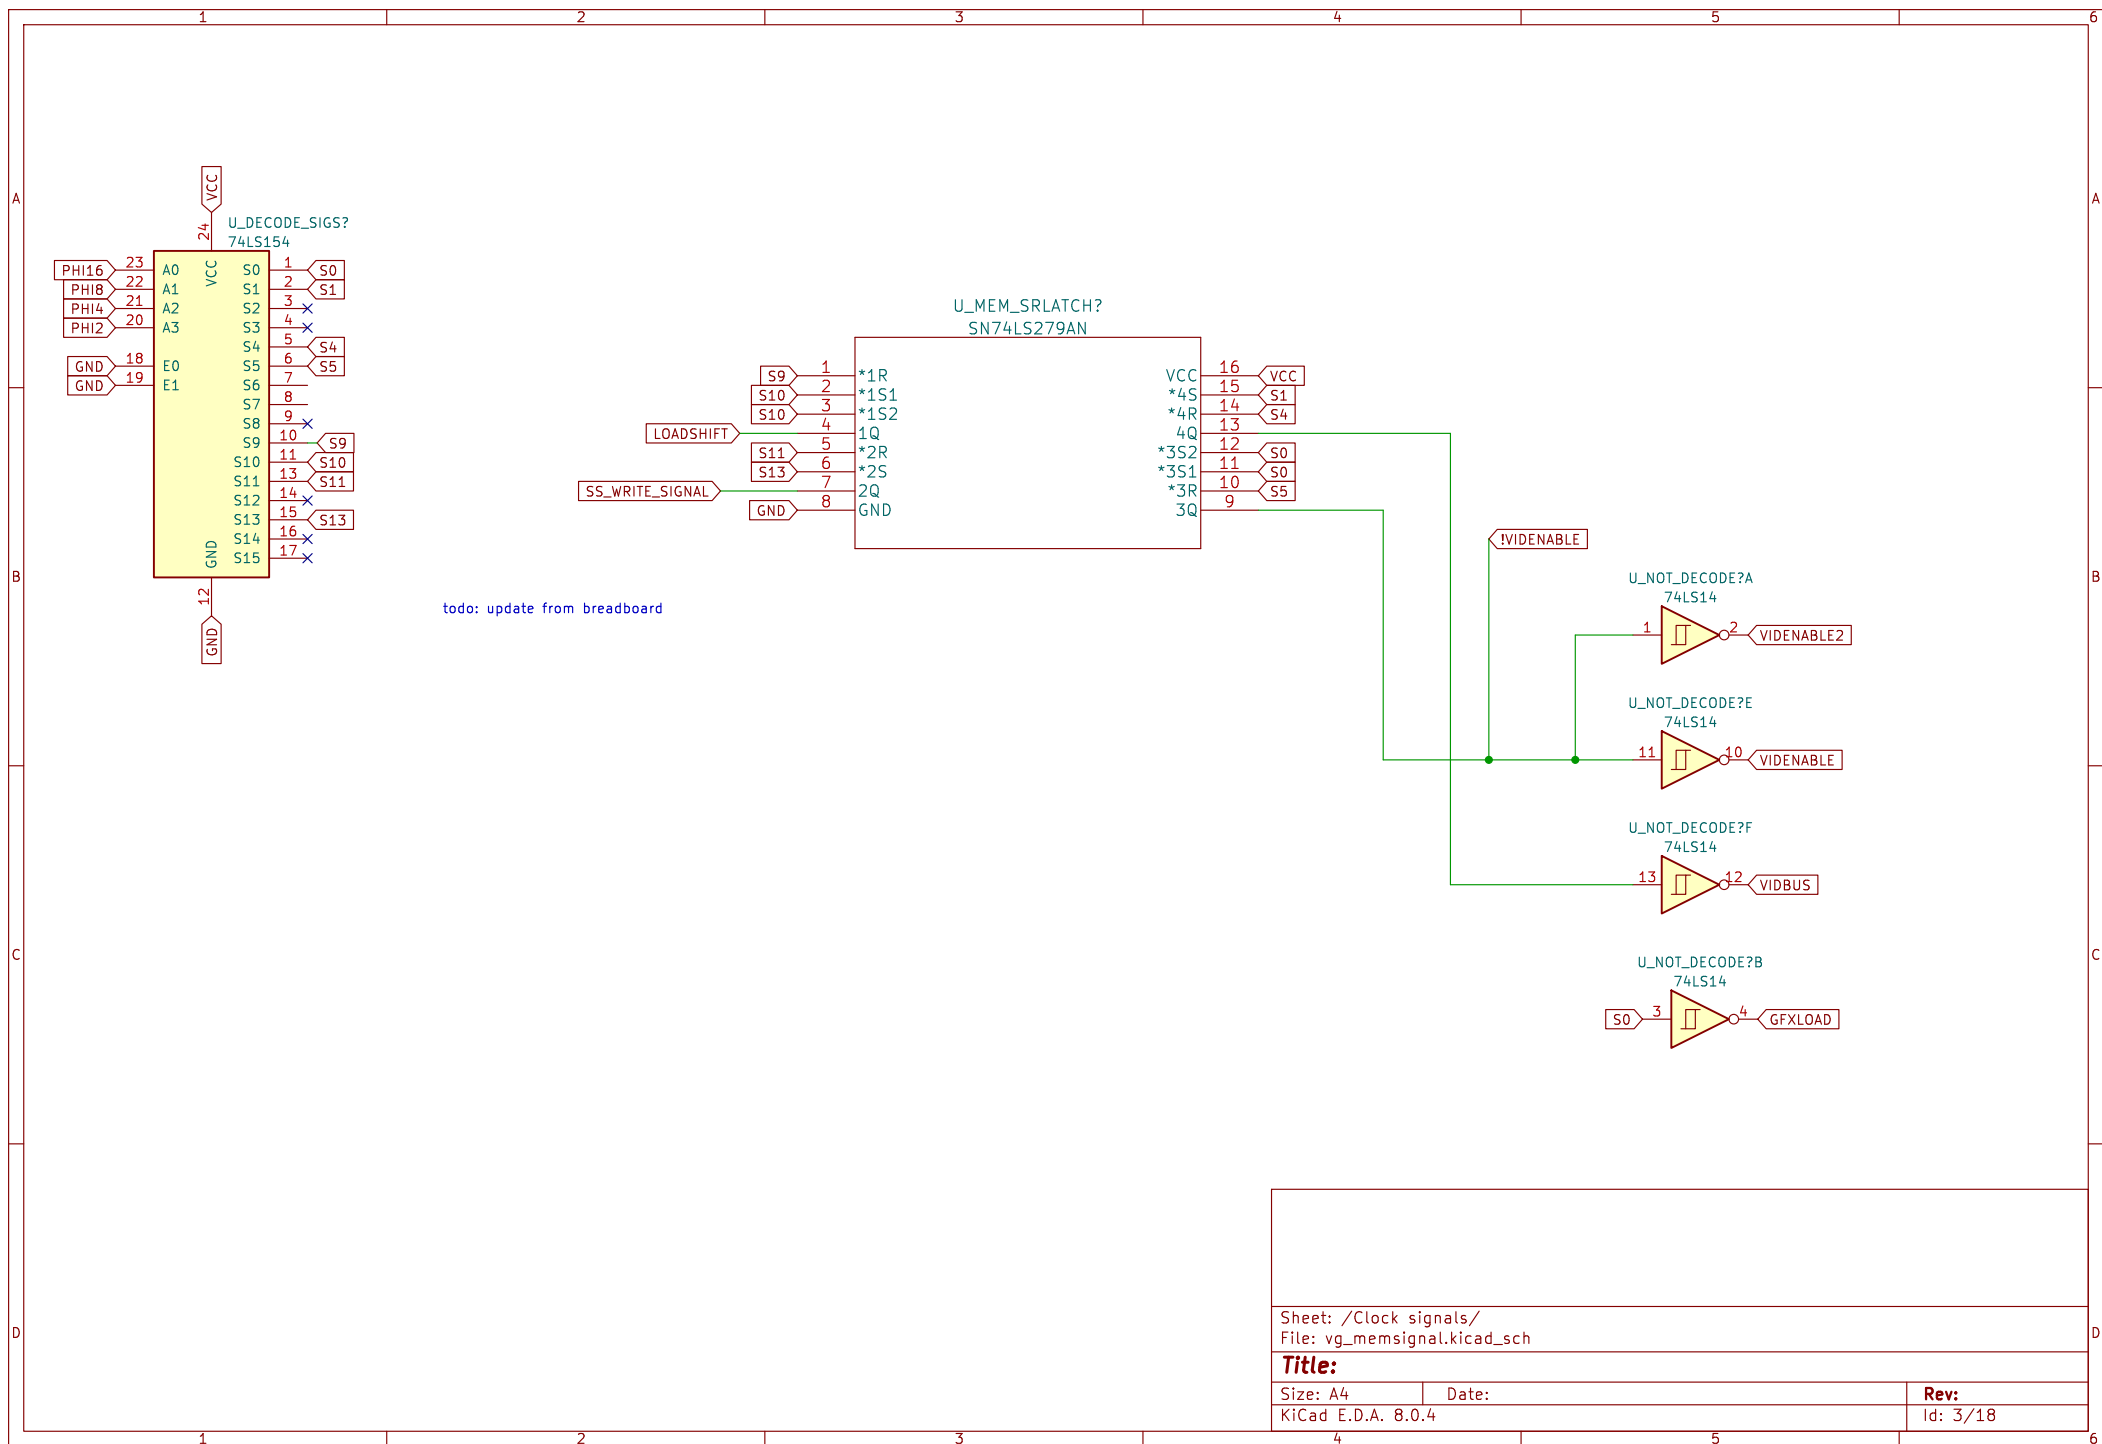 1 2 3 4 5 6
A A
B B
C C
D D
VCC
24
U_DECODE_SIGS?
74LS154
VCC
GND
PHI16 23 A0
PHI8 22 A1
PHI4 21 A2
PHI2 20 A3
GND 18 E0
GND 19 E1
S0 1 S0
S1 2 S1
S2 3
S3 4
S4 5 S4
S5 6 S5
S6 7
S7 8
S8 9
S9 10 S9
S10 11 S10
S11 13 S11
S12 14
S13 15 S13
S14 16
S15 17
12
GND
todo: update from breadboard
U_MEM_SRLATCH?
SN74LS279AN
S9 1 *1R
S10 2 *1S1
S10 3 *1S2
LOADSHIFT 4 1Q
S11 5 *2R
S13 6 *2S
SS_WRITE_SIGNAL 7 2Q
GND 8 GND
VCC 16 VCC
*4S 15 S1
*4R 14 S4
4Q 13
*3S2 12 S0
*3S1 11 S0
*3R 10 S5
3Q 9
!VIDENABLE
U_NOT_DECODE?A
74LS14
1 2 VIDENABLE2
U_NOT_DECODE?E
74LS14
11 10 VIDENABLE
U_NOT_DECODE?F
74LS14
13 12 VIDBUS
U_NOT_DECODE?B
74LS14
S0 3 4 GFXLOAD
Sheet: /Clock signals/
File: vg_memsignal.kicad_sch
Title:
Size: A4 Date: Rev:
KiCad E.D.A. 8.0.4 Id: 3/18
1 2 3 4 5 6